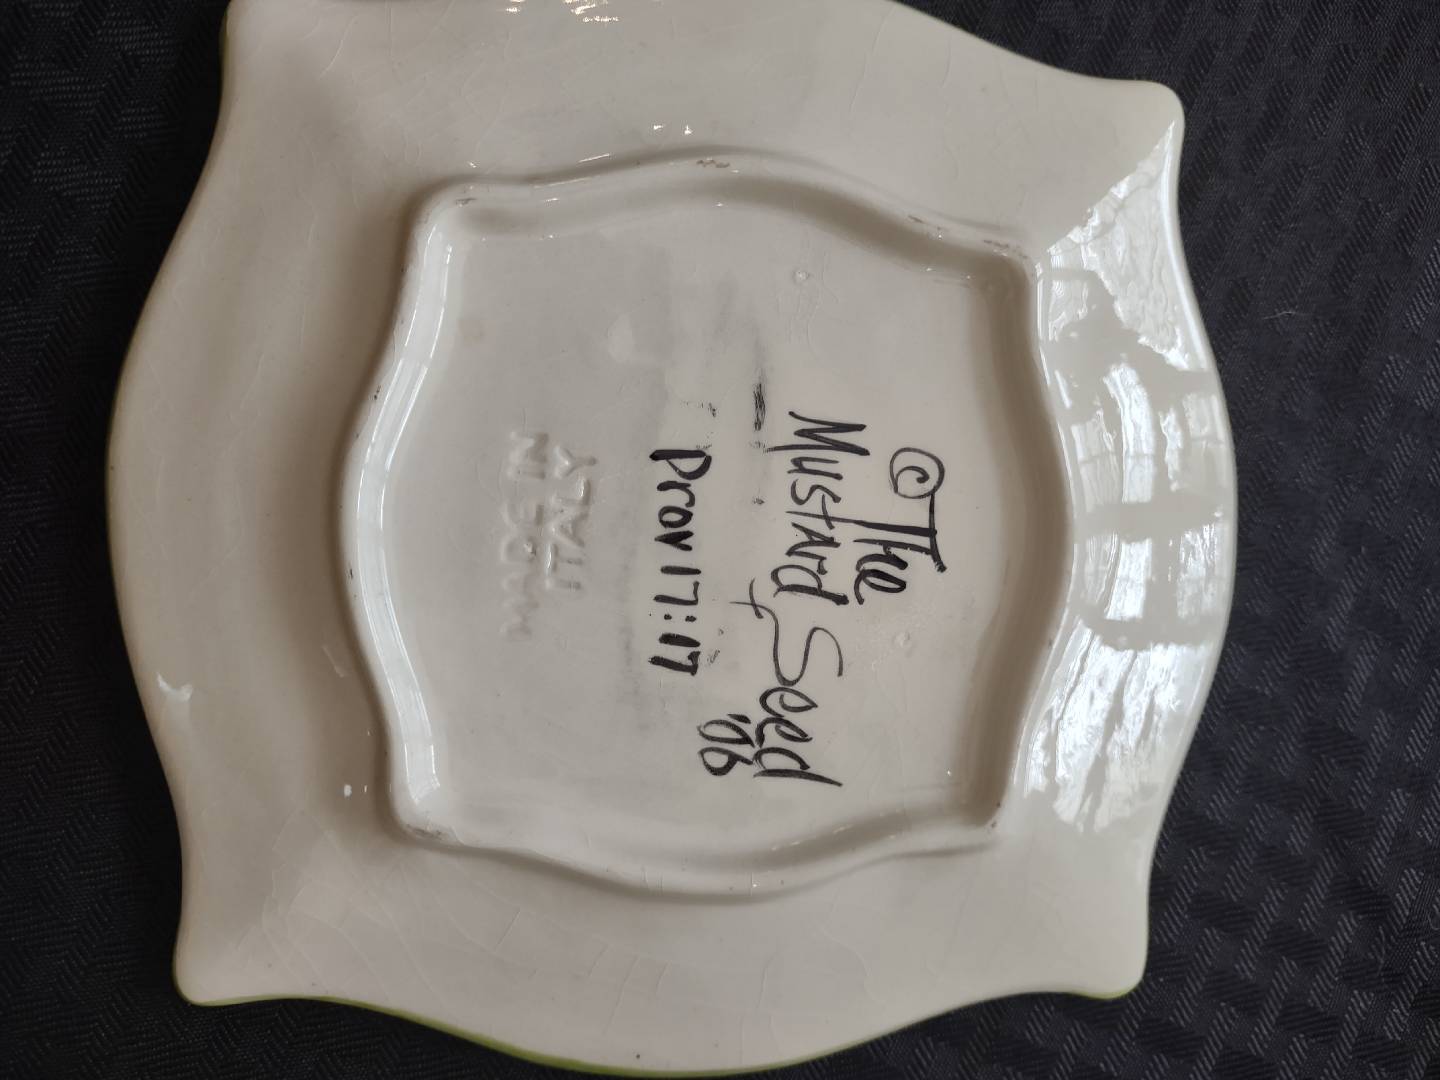 © The
Mustard Seed
'06
Prov 17:17
MADE IN
ITALY